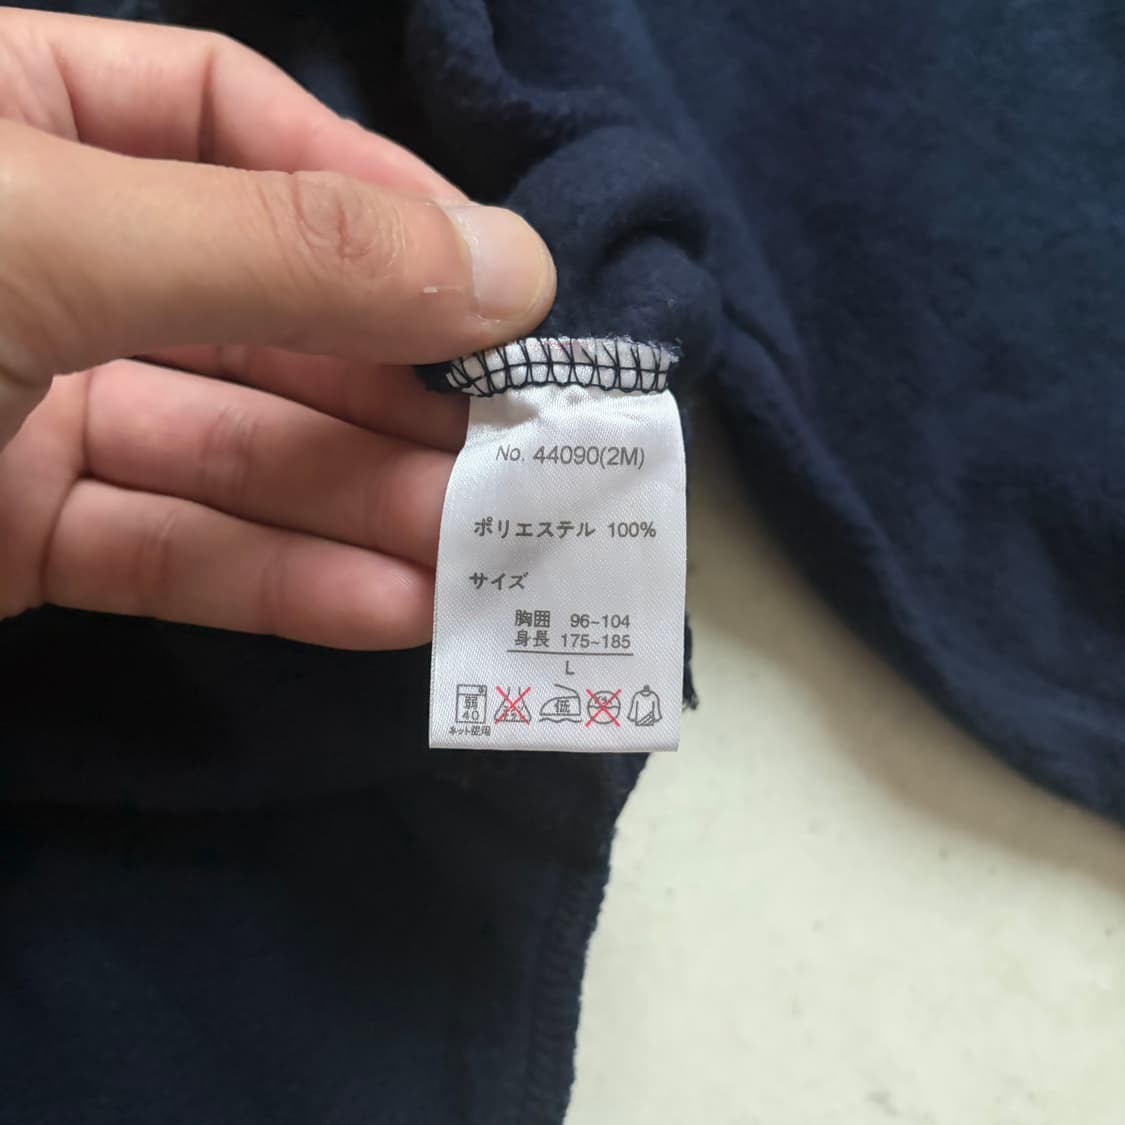 No. 44090(2M)
ポリエステル 100%
サイズ
胸囲 96~104
身長 175~185
L
弱 40 低
ネット使用